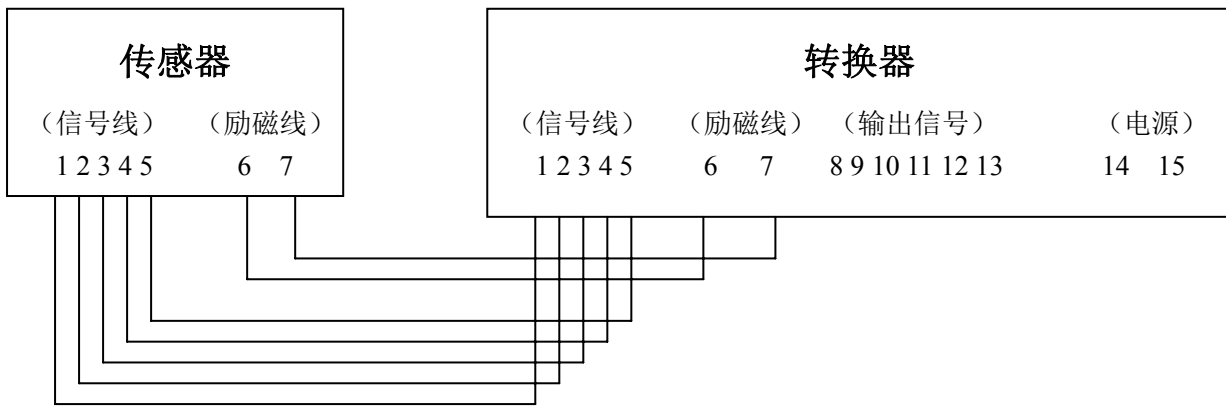 传感器
（信号线） （励磁线）
1 2 3 4 5 6 7
转换器
（信号线） （励磁线） （输出信号） （电源）
1 2 3 4 5 6 7 8 9 10 11 12 13 14 15